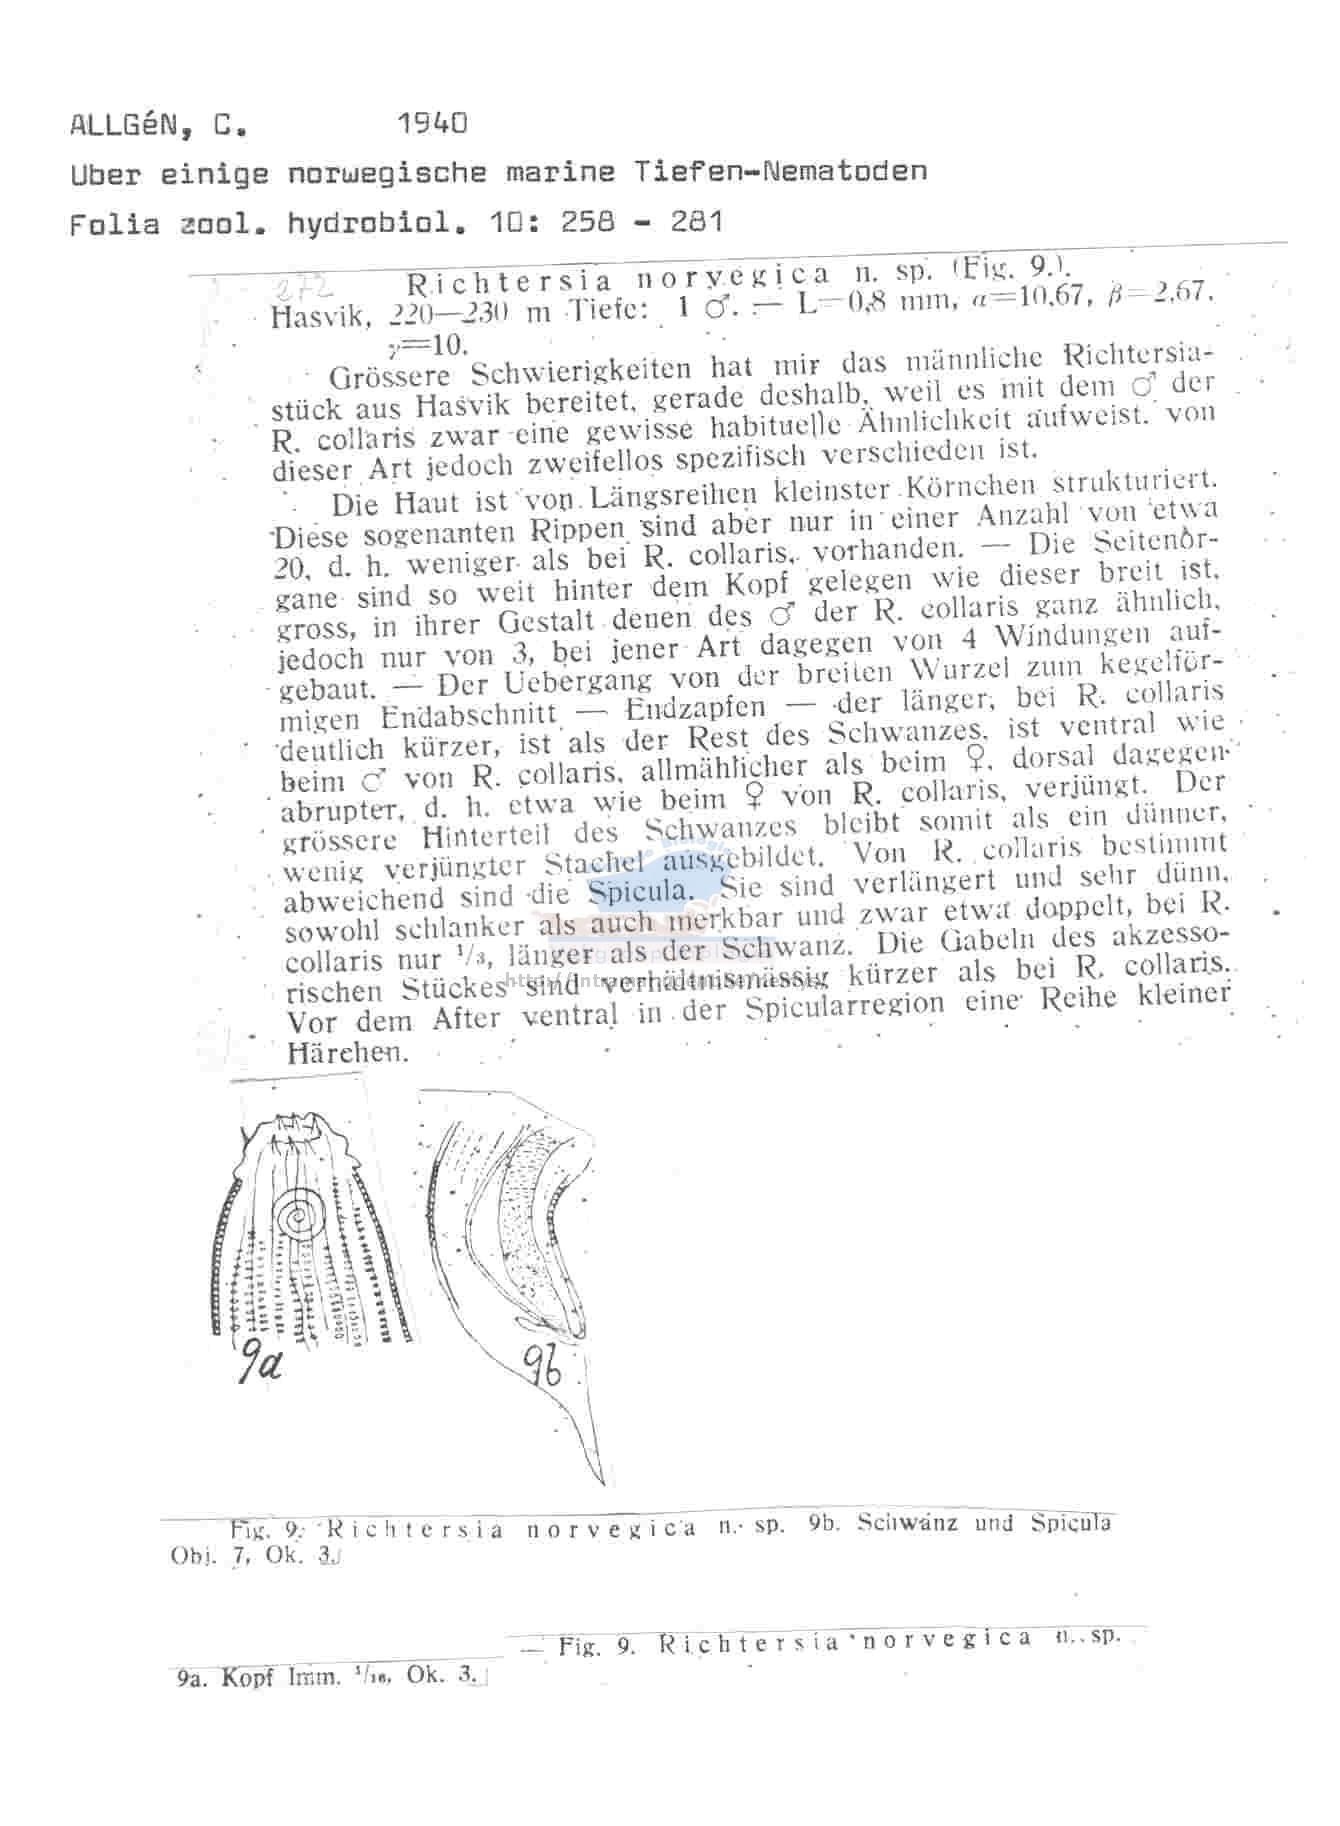 ALLGéN, C. 1940
Uber einige norwegische marine Tiefen-Nematoden
Folia zool. hydrobiol. 10: 258 - 281
272
Richtersia norvegica n. sp. (Fig. 9.).
Hasvik, 220—230 m Tiefe: 1 ♂. — L=0,8 mm, α=10,67, β=2,67,
γ=10.
Grössere Schwierigkeiten hat mir das männliche Richtersia-
stück aus Hasvik bereitet, gerade deshalb, weil es mit dem ♂ der
R. collaris zwar eine gewisse habituelle Ähnlichkeit aufweist, von
dieser Art jedoch zweifellos spezifisch verschieden ist.
Die Haut ist von Längsreihen kleinster Körnchen strukturiert.
Diese sogenanten Rippen sind aber nur in einer Anzahl von etwa
20, d. h. weniger als bei R. collaris, vorhanden. — Die Seitenor-
gane sind so weit hinter dem Kopf gelegen wie dieser breit ist,
gross, in ihrer Gestalt denen des ♂ der R. collaris ganz ähnlich,
jedoch nur von 3, bei jener Art dagegen von 4 Windungen auf-
gebaut. — Der Uebergang von der breiten Wurzel zum kegelför-
migen Endabschnitt — Endzapfen — der länger, bei R. collaris
deutlich kürzer, ist als der Rest des Schwanzes, ist ventral wie
beim ♂ von R. collaris, allmählicher als beim ♀, dorsal dagegen
abrupter, d. h. etwa wie beim ♀ von R. collaris, verjüngt. Der
grössere Hinterteil des Schwanzes bleibt somit als ein dünner,
wenig verjüngter Stachel ausgebildet. Von R. collaris bestimmt
abweichend sind die Spicula. Sie sind verlängert und sehr dünn,
sowohl schlanker als auch merkbar und zwar etwa doppelt, bei R.
collaris nur 1/3, länger als der Schwanz. Die Gabeln des akzesso-
rischen Stückes sind verhältnismässig kürzer als bei R. collaris.
Vor dem After ventral in der Spicularregion eine Reihe kleiner
Härehen.
9a
9b
Fig. 9. Richtersia norvegica n. sp. 9b. Schwanz und Spicula
Obj. 7, Ok. 3.
— Fig. 9. Richtersia norvegica n. sp.
9a. Kopf Imm. 1/16, Ok. 3.